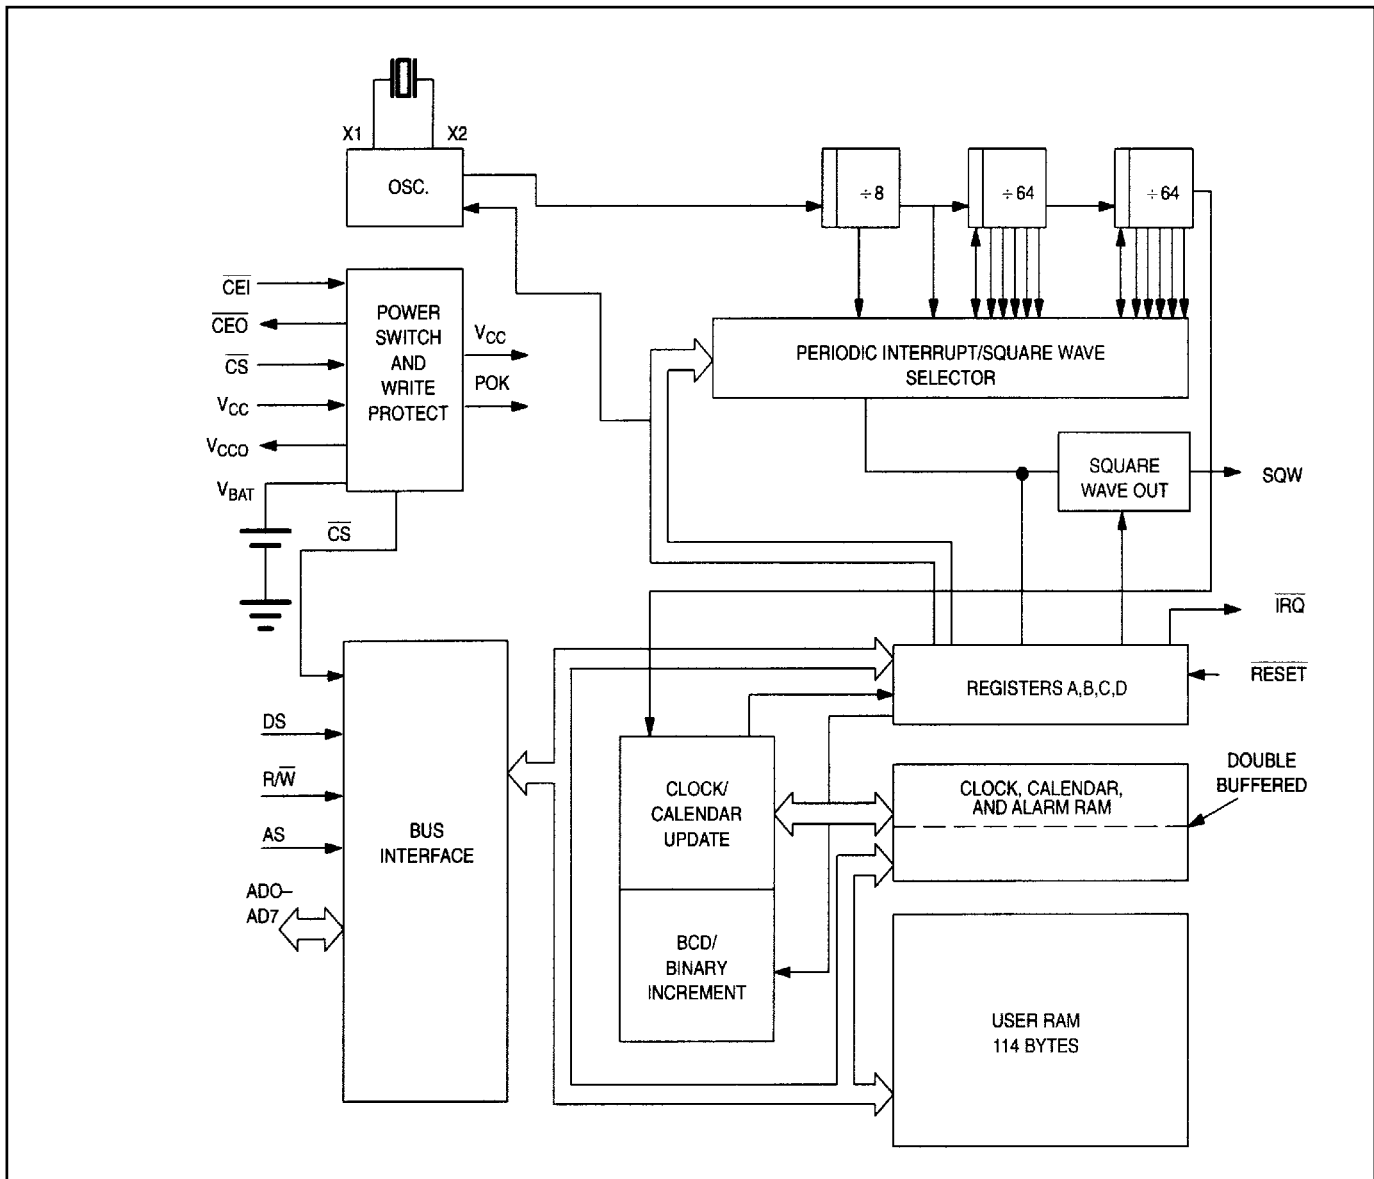 X1
X2
OSC.
÷8
÷64
÷64
CEI
CEO
CS
VCC
VCCO
VBAT
POWER
SWITCH
AND
WRITE
PROTECT
VCC
POK
CS
PERIODIC INTERRUPT/SQUARE WAVE
SELECTOR
SQUARE
WAVE OUT
SQW
IRQ
RESET
REGISTERS A,B,C,D
DS
R/W
AS
ADO–
AD7
BUS
INTERFACE
CLOCK/
CALENDAR
UPDATE
BCD/
BINARY
INCREMENT
CLOCK, CALENDAR,
AND ALARM RAM
DOUBLE
BUFFERED
USER RAM
114 BYTES